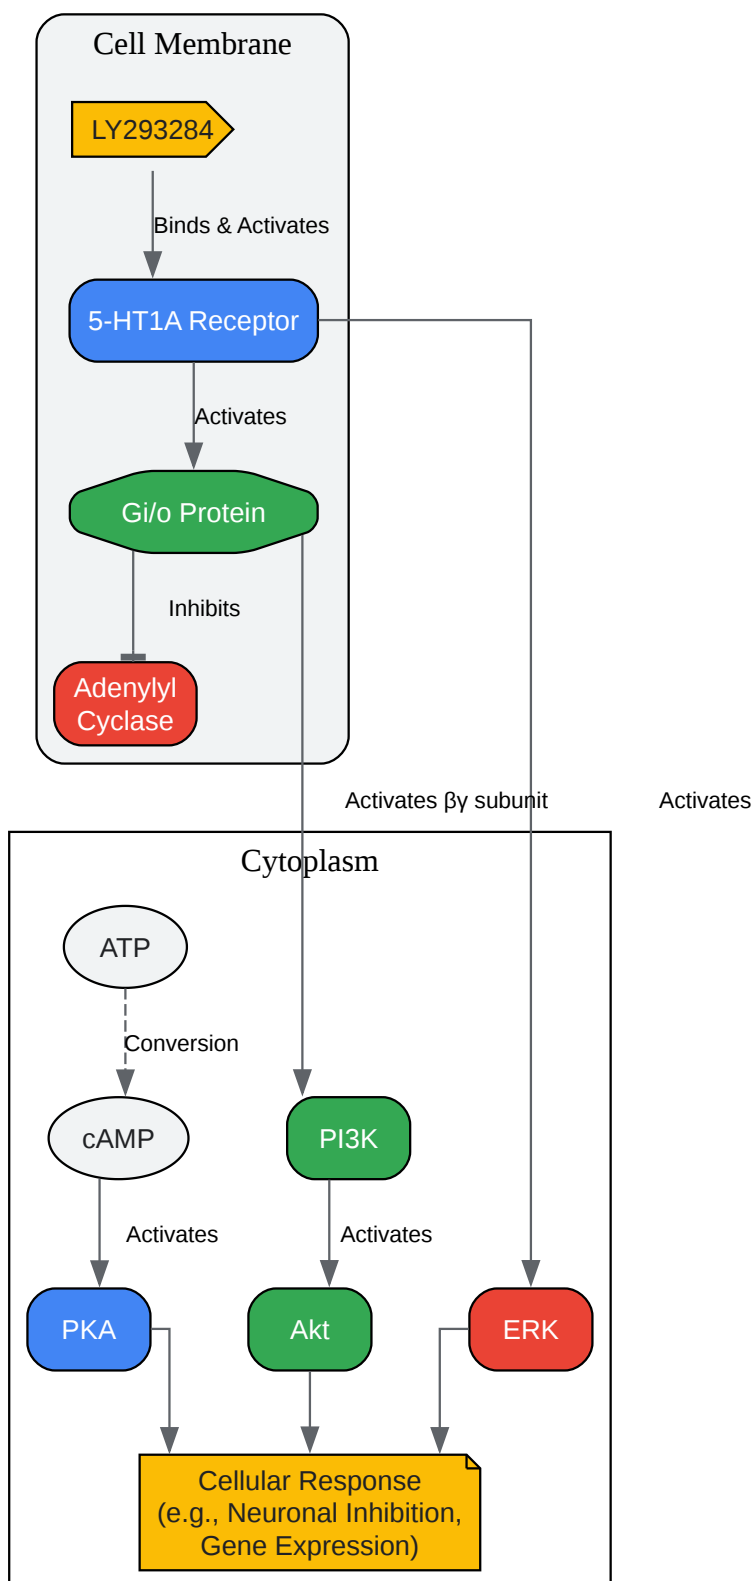 Cell Membrane
LY293284
Binds & Activates
5-HT1A Receptor
Activates
Gi/o Protein
Inhibits
Adenylyl
Cyclase
Activates βγ subunit
Activates
Cytoplasm
ATP
Conversion
cAMP
PI3K
Activates
Activates
PKA
Akt
ERK
Cellular Response
(e.g., Neuronal Inhibition,
Gene Expression)